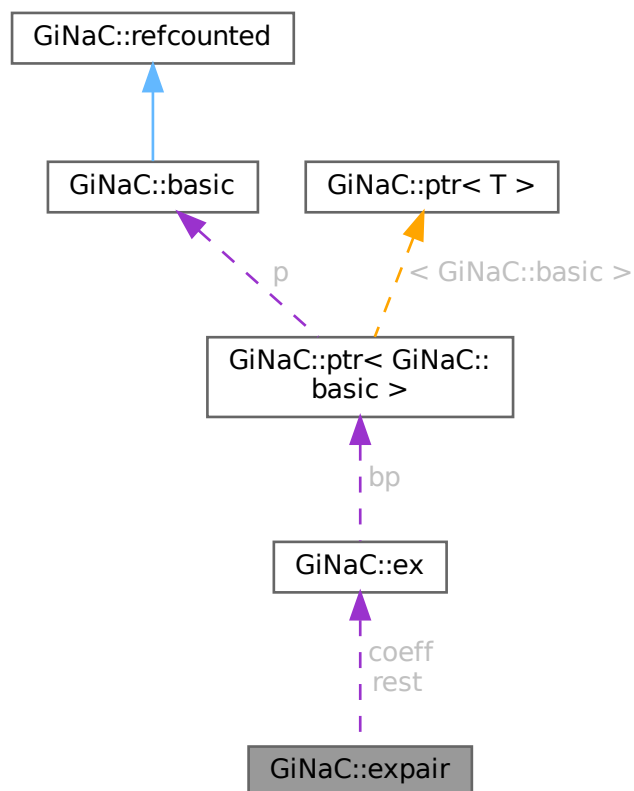 GiNaC::refcounted
GiNaC::basic
GiNaC::ptr< T >
p
< GiNaC::basic >
GiNaC::ptr< GiNaC::
basic >
bp
GiNaC::ex
coeff
rest
GiNaC::expair